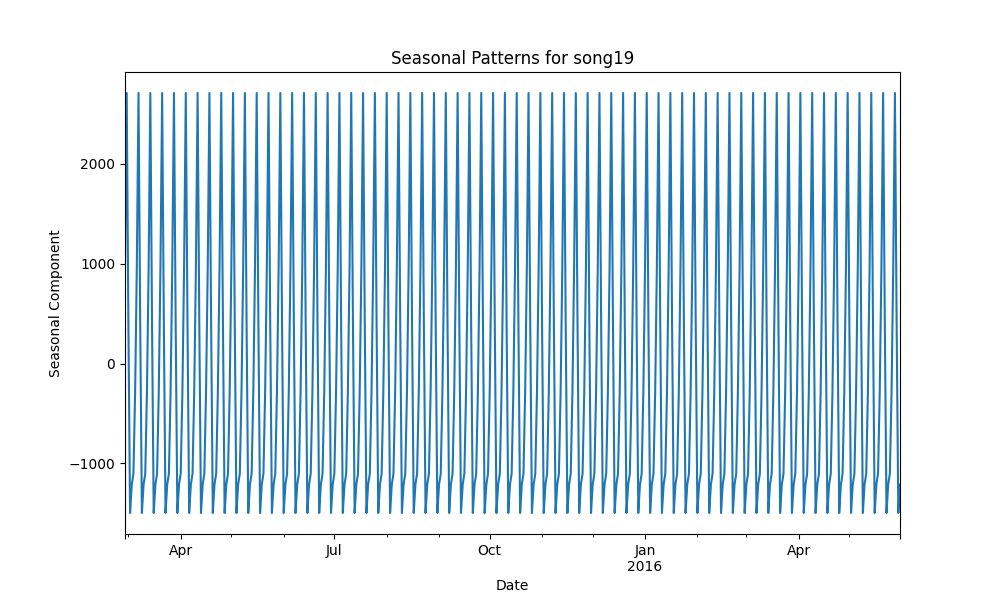 Seasonal Patterns for song19
Seasonal Component
2000
1000
0
−1000
Apr
Jul
Oct
Jan
2016
Apr
Date